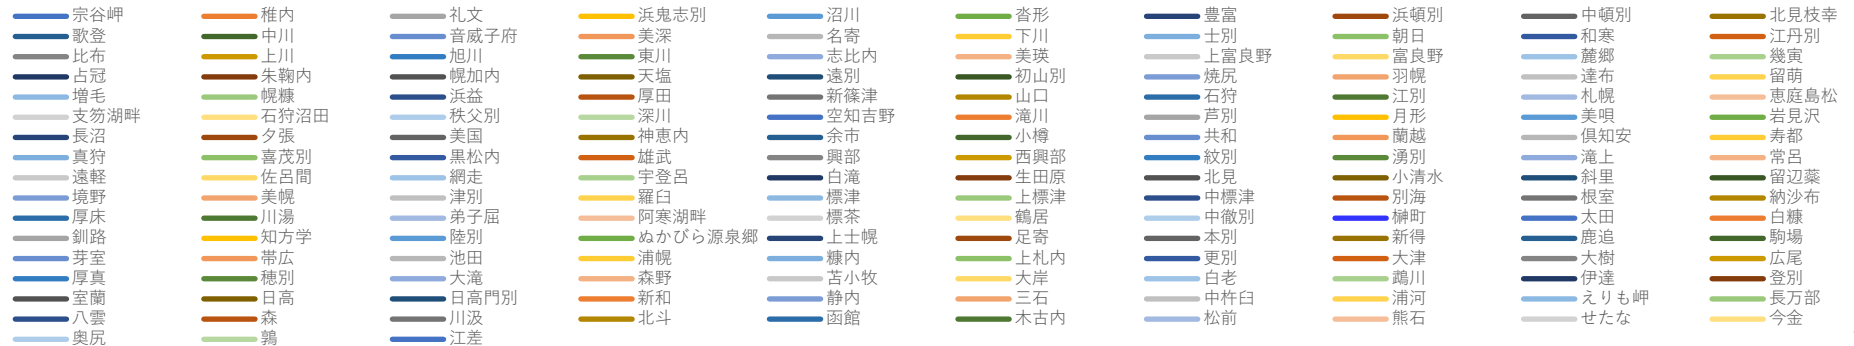 宗谷岬 稚内 礼文 浜鬼志別 沼川 沓形 豊富 浜頓別 中頓別 北見枝幸
歌登 中川 音威子府 美深 名寄 下川 士別 朝日 和寒 江丹別
比布 上川 旭川 東川 志比内 美瑛 上富良野 富良野 麓郷 幾寅
占冠 朱鞠内 幌加内 天塩 遠別 初山別 焼尻 羽幌 達布 留萌
増毛 幌糠 浜益 厚田 新篠津 山口 石狩 江別 札幌 恵庭島松
支笏湖畔 石狩沼田 秩父別 深川 空知吉野 滝川 芦別 月形 美唄 岩見沢
長沼 夕張 美国 神恵内 余市 小樽 共和 蘭越 倶知安 寿都
真狩 喜茂別 黒松内 雄武 興部 西興部 紋別 湧別 滝上 常呂
遠軽 佐呂間 網走 宇登呂 白滝 生田原 北見 小清水 斜里 留辺蘂
境野 美幌 津別 羅臼 標津 上標津 中標津 別海 根室 納沙布
厚床 川湯 弟子屈 阿寒湖畔 標茶 鶴居 中徹別 榊町 太田 白糠
釧路 知方学 陸別 ぬかびら源泉郷 上士幌 足寄 本別 新得 鹿追 駒場
芽室 帯広 池田 浦幌 糠内 上札内 更別 大津 大樹 広尾
厚真 穂別 大滝 森野 苫小牧 大岸 白老 鵡川 伊達 登別
室蘭 日高 日高門別 新和 静内 三石 中杵臼 浦河 えりも岬 長万部
八雲 森 川汲 北斗 函館 木古内 松前 熊石 せたな 今金
奥尻 鶉 江差